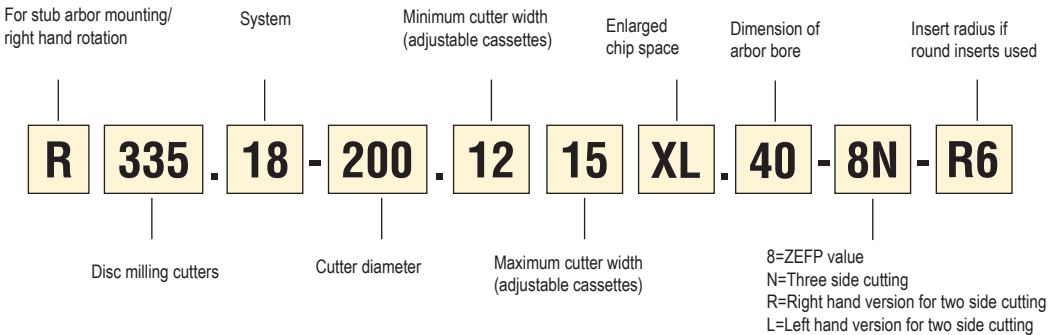 For stub arbor mounting/
right hand rotation
System
Minimum cutter width
(adjustable cassettes)
Enlarged
chip space
Dimension of
arbor bore
Insert radius if
round inserts used
R 335 . 18 - 200 . 12 15 XL . 40 - 8N - R6
Disc milling cutters
Cutter diameter
Maximum cutter width
(adjustable cassettes)
8=ZEFP value
N=Three side cutting
R=Right hand version for two side cutting
L=Left hand version for two side cutting